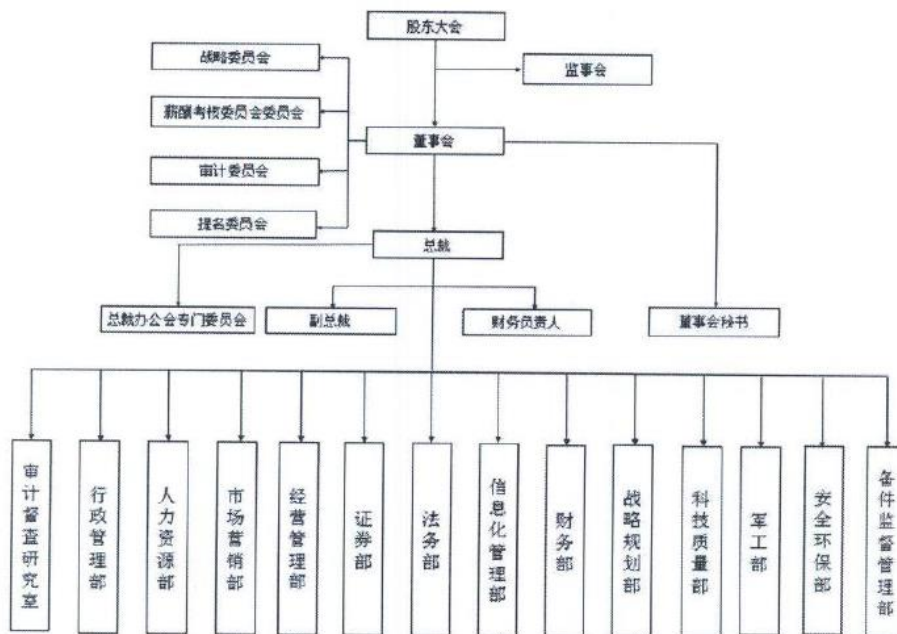 股东大会
战略委员会
监事会
薪酬考核委员会委员会
董事会
审计委员会
提名委员会
总裁
总裁办公会专门委员会
副总裁
财务负责人
董事会秘书
审计督查研究室
行政管理部
人力资源部
市场营销部
经营管理部
证券部
法务部
信息化管理部
财务部
战略规划部
科技质量部
军工部
安全环保部
备件监督管理部